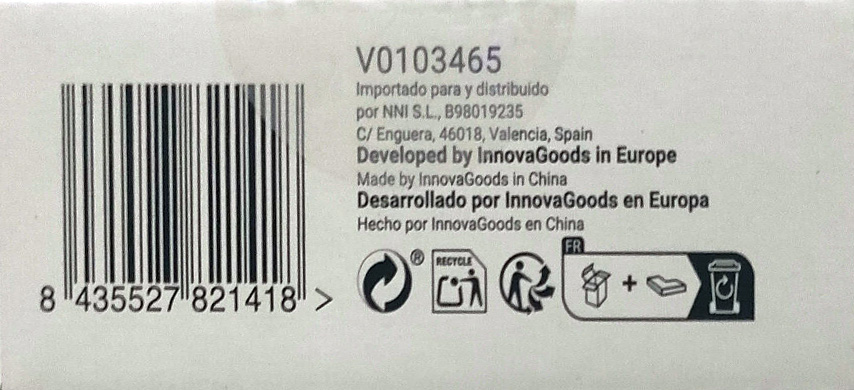 V0103465
Importado para y distribuido
por NNI S.L., B98019235
C/ Enguera, 46018, Valencia, Spain
Developed by InnovaGoods in Europe
Made by InnovaGoods in China
Desarrollado por InnovaGoods en Europa
Hecho por InnovaGoods en China
8 435527 821418 >
®
RECYCLE
FR
+